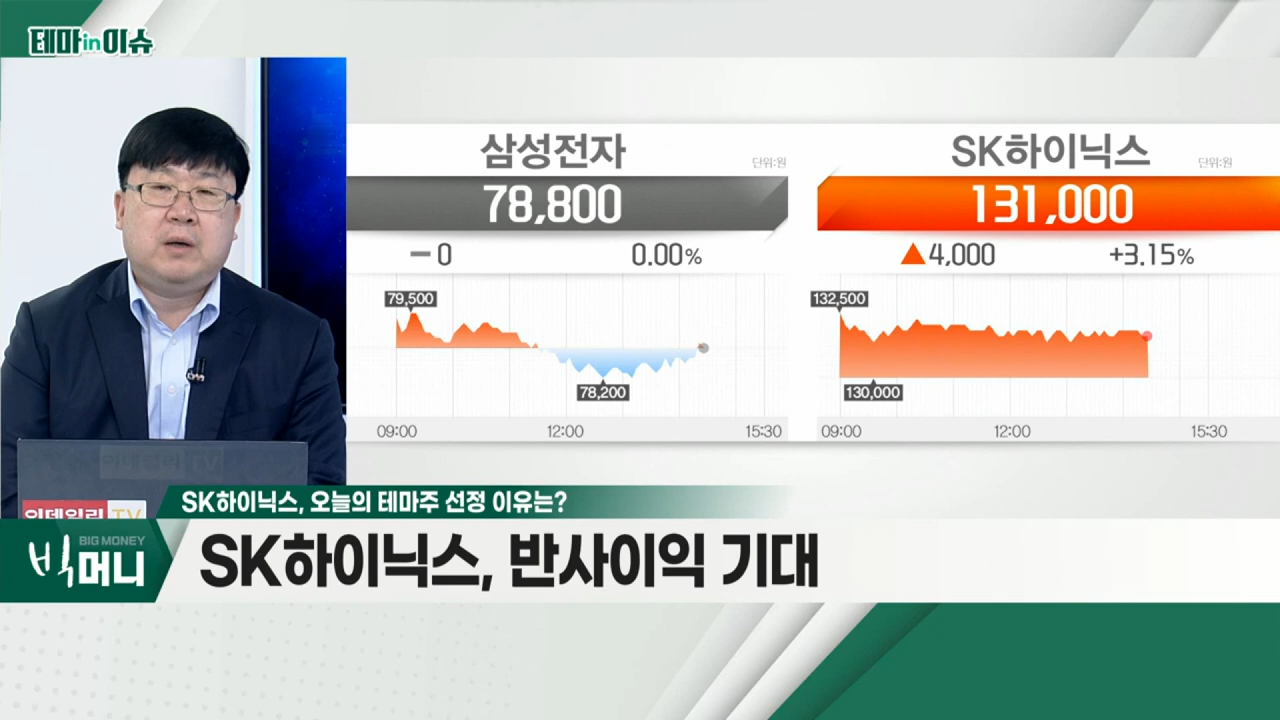 테마in이슈
삼성전자
단위:원
78,800
0
0.00%
79,500
78,200
09:00
12:00
15:30
SK하이닉스
단위:원
131,000
▲4,000
+3.15%
132,500
130,000
09:00
12:00
15:30
이데일리 TV
SK하이닉스, 오늘의 테마주 선정 이유는?
BIG MONEY
빅머니
SK하이닉스, 반사이익 기대